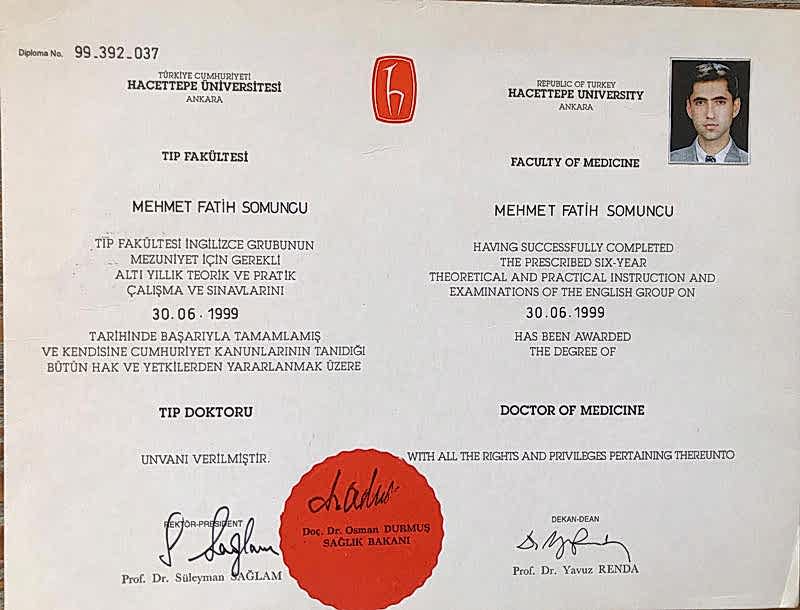 Diploma No. 99.392.037
TÜRKİYE CUMHURİYETİ
HACETTEPE ÜNİVERSİTESİ
ANKARA
TIP FAKÜLTESİ
MEHMET FATİH SOMUNCU
TIP FAKÜLTESİ İNGİLİZCE GRUBUNUN
MEZUNİYET İÇİN GEREKLİ
ALTI YILLIK TEORİK VE PRATİK
ÇALIŞMA VE SINAVLARINI
30.06.1999
TARİHİNDE BAŞARIYLA TAMAMLAMIŞ
VE KENDİSİNE CUMHURİYET KANUNLARININ TANIDIĞI
BÜTÜN HAK VE YETKİLERDEN YARARLANMAK ÜZERE
TIP DOKTORU
UNVANI VERİLMİŞTİR.
REKTÖR-PRESIDENT
Prof. Dr. Süleyman SAĞLAM
REPUBLIC OF TURKEY
HACETTEPE UNIVERSITY
ANKARA
FACULTY OF MEDICINE
MEHMET FATİH SOMUNCU
HAVING SUCCESSFULLY COMPLETED
THE PRESCRIBED SIX-YEAR
THEORETICAL AND PRACTICAL INSTRUCTION AND
EXAMINATIONS OF THE ENGLISH GROUP ON
30.06.1999
HAS BEEN AWARDED
THE DEGREE OF
DOCTOR OF MEDICINE
WITH ALL THE RIGHTS AND PRIVILEGES PERTAINING THEREUNTO
Doç. Dr. Osman DURMUŞ
SAĞLIK BAKANI
DEKAN-DEAN
Prof. Dr. Yavuz RENDA